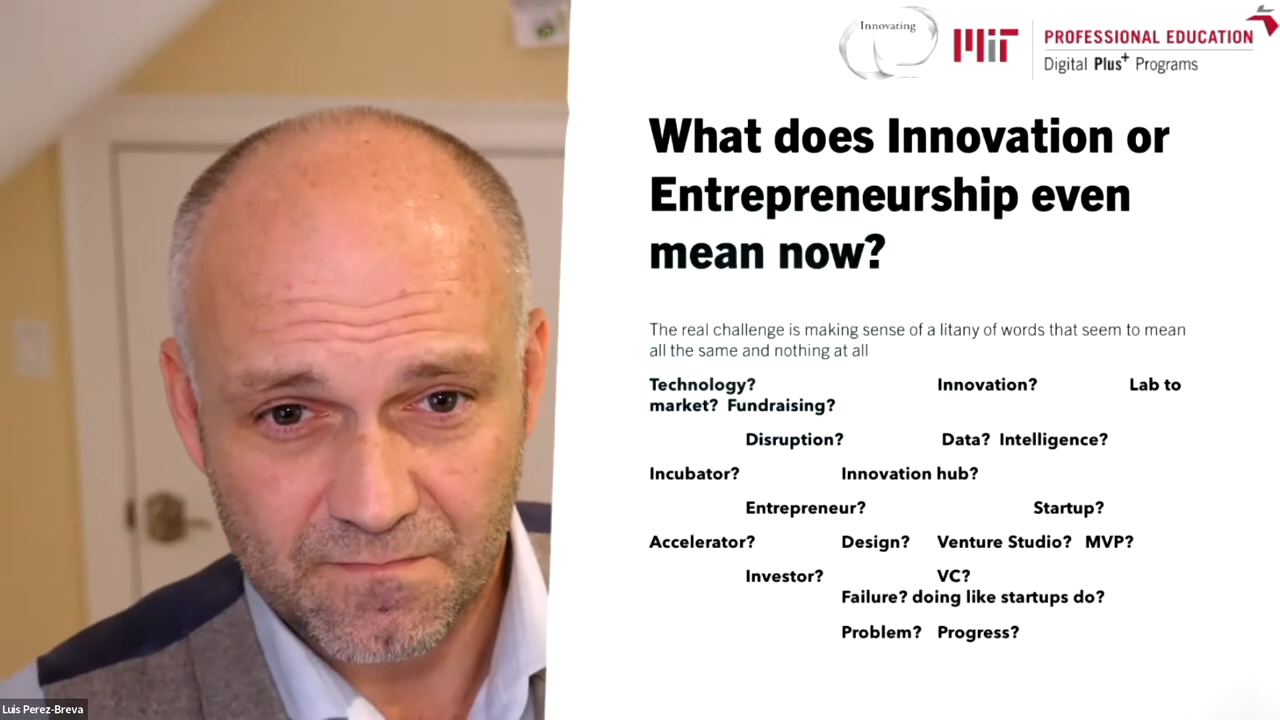 Innovating
MIT
PROFESSIONAL EDUCATION
Digital Plus+ Programs
What does Innovation or
Entrepreneurship even
mean now?
The real challenge is making sense of a litany of words that seem to mean
all the same and nothing at all
Technology? Innovation? Lab to
market? Fundraising?
Disruption? Data? Intelligence?
Incubator? Innovation hub?
Entrepreneur? Startup?
Accelerator? Design? Venture Studio? MVP?
Investor? VC?
Failure? doing like startups do?
Problem? Progress?
Luis Perez-Breva